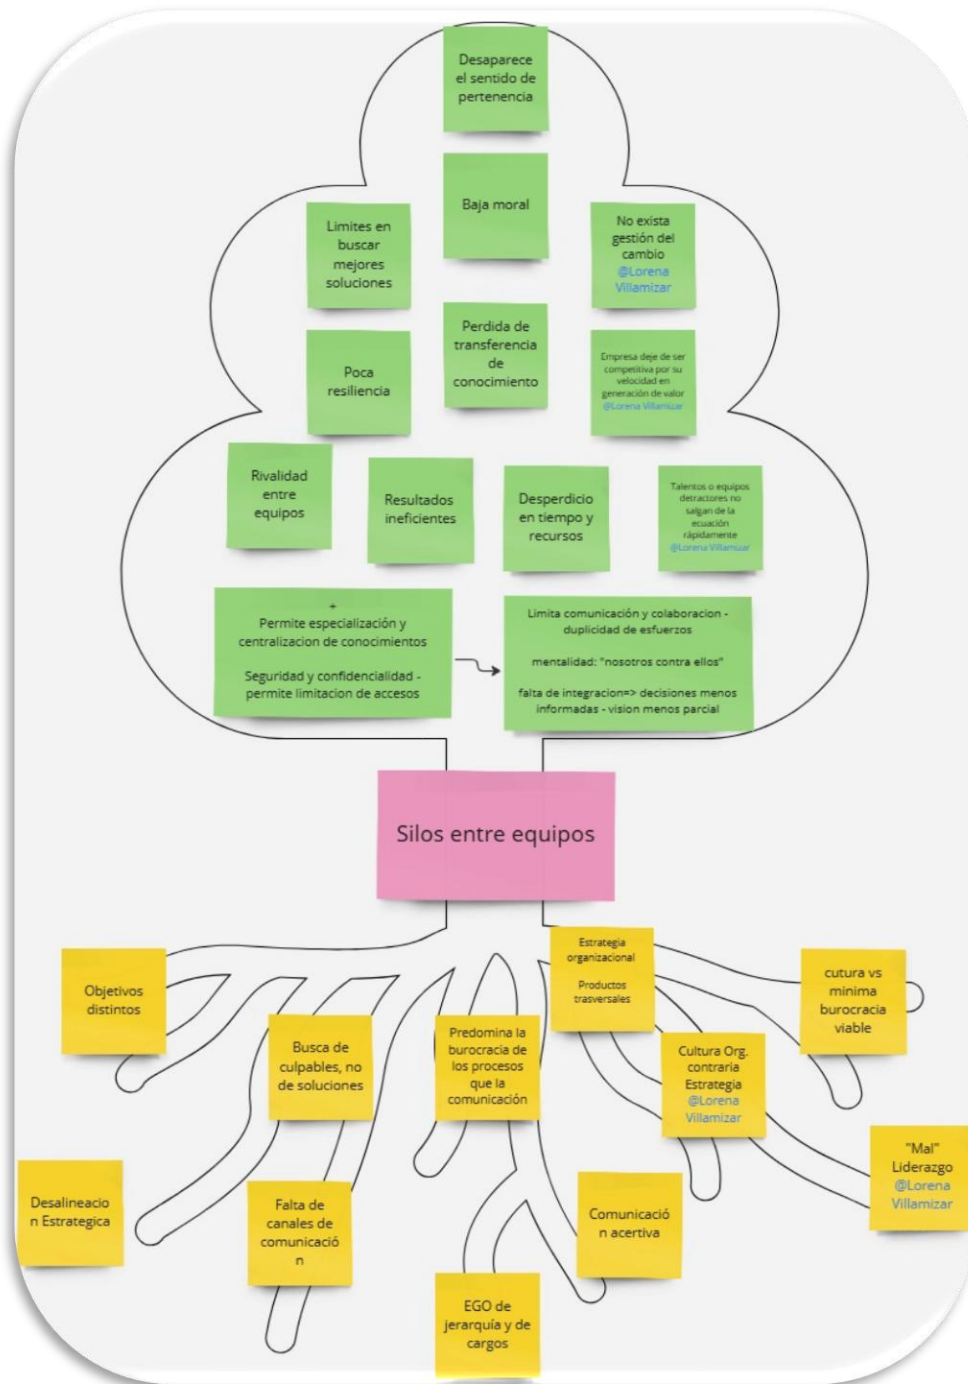 Desaparece
el sentido de
pertenencia
Baja moral
Limites en
buscar
mejores
soluciones
No exista
gestión del
cambio
@Lorena
Villamizar
Perdida de
transferencia
de
conocimiento
Poca
resiliencia
Empresa deje de ser
competitiva por su
velocidad en
generación de valor
@Lorena Villamizar
Rivalidad
entre
equipos
Resultados
ineficientes
Desperdicio
en tiempo y
recursos
Talentos o equipos
detractores no
salgan de la
ecuación
rápidamente
@Lorena Villamizar
+
Permite especialización y
centralización de conocimientos
Seguridad y confidencialidad -
permite limitacion de accesos
Limita comunicación y colaboracion -
duplicidad de esfuerzos
mentalidad: "nosotros contra ellos"
falta de integracion=> decisiones menos
informadas - vision menos parcial
Silos entre equipos
Objetivos
distintos
Busca de
culpables, no
de soluciones
Predomina la
burocracia de
los procesos
que la
comunicación
Estrategia
organizacional
Productos
trasversales
cutura vs
minima
burocracia
viable
Cultura Org.
contraria
Estrategia
@Lorena
Villamizar
"Mal"
Liderazgo
@Lorena
Villamizar
Desalineacio
n Estrategica
Falta de
canales de
comunicació
n
Comunicació
n acertiva
EGO de
jerarquía y de
cargos